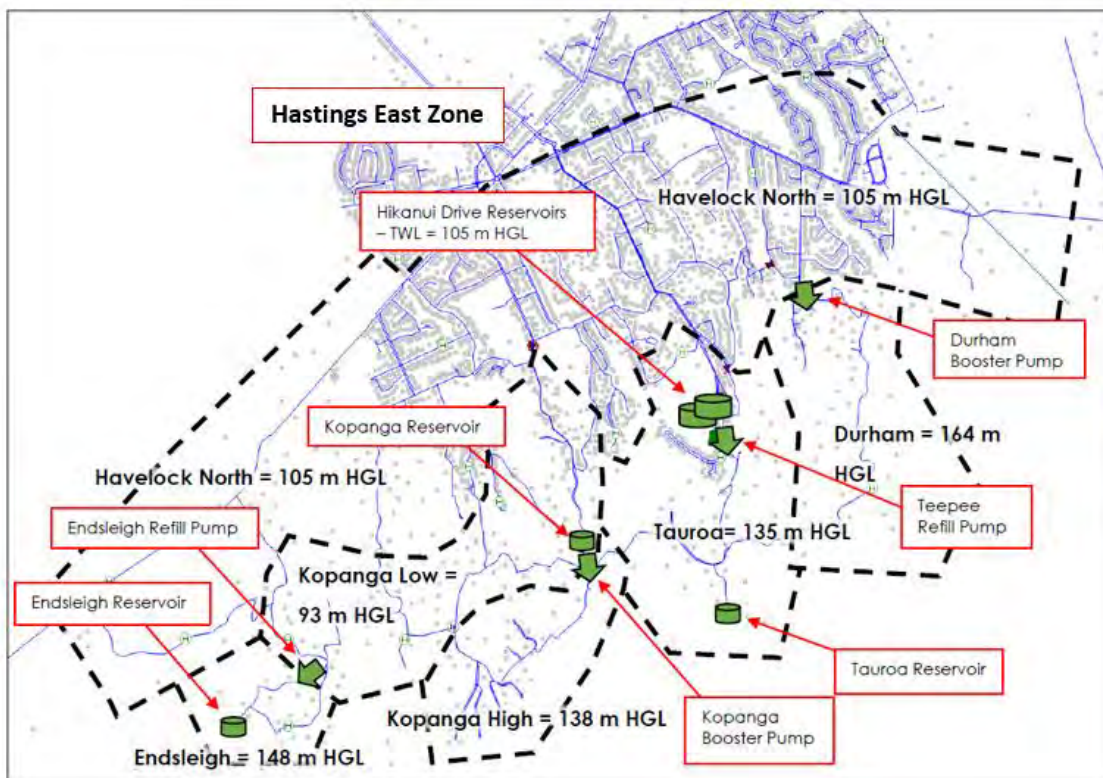 Hastings East Zone
Hikanui Drive Reservoirs
– TWL = 105 m HGL
Havelock North = 105 m HGL
Durham
Booster Pump
Kopanga Reservoir
Durham = 164 m
HGL
Havelock North = 105 m HGL
Teepee
Refill Pump
Endsleigh Refill Pump
Tauroa= 135 m HGL
Kopanga Low =
93 m HGL
Endsleigh Reservoir
Tauroa Reservoir
Kopanga High = 138 m HGL
Kopanga
Booster Pump
Endsleigh = 148 m HGL
H
H
H
H
H
H
H
H
H
H
H
H